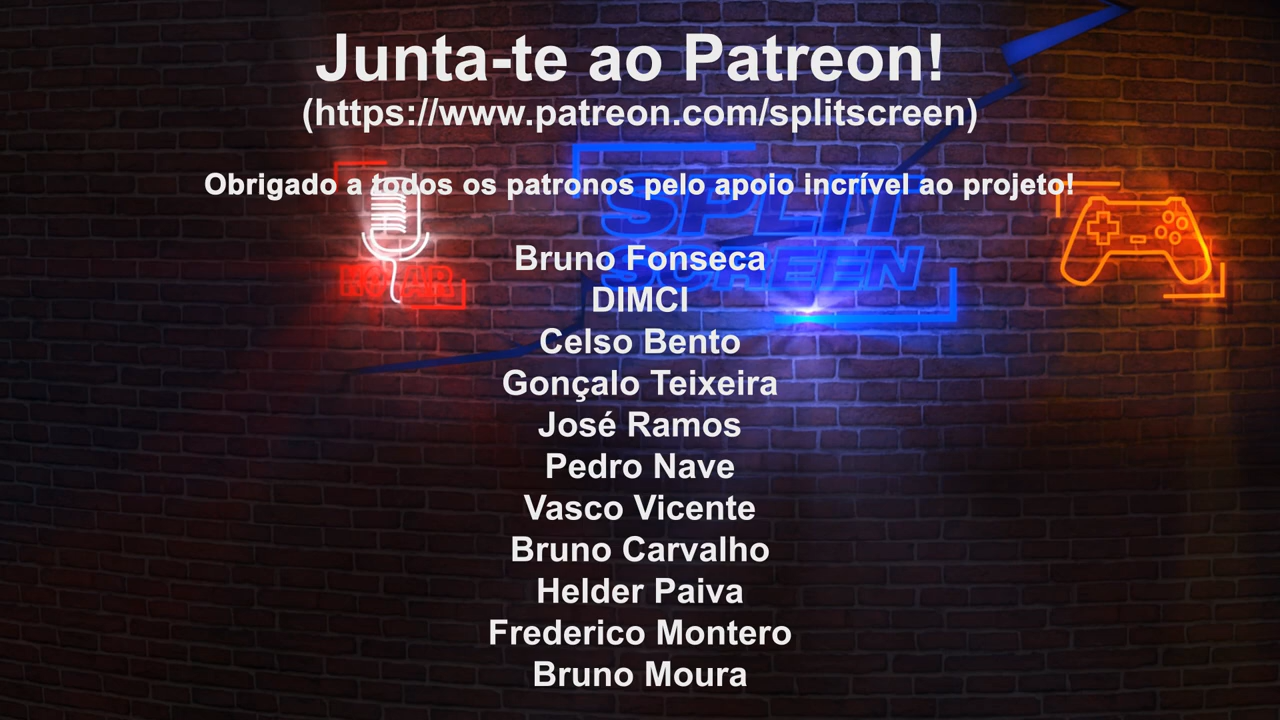 Junta-te ao Patreon!
(https://www.patreon.com/splitscreen)
Obrigado a todos os patronos pelo apoio incrível ao projeto!
SPLIT
SCREEN
Bruno Fonseca
DIMCI
Celso Bento
Gonçalo Teixeira
José Ramos
Pedro Nave
Vasco Vicente
Bruno Carvalho
Helder Paiva
Frederico Montero
Bruno Moura